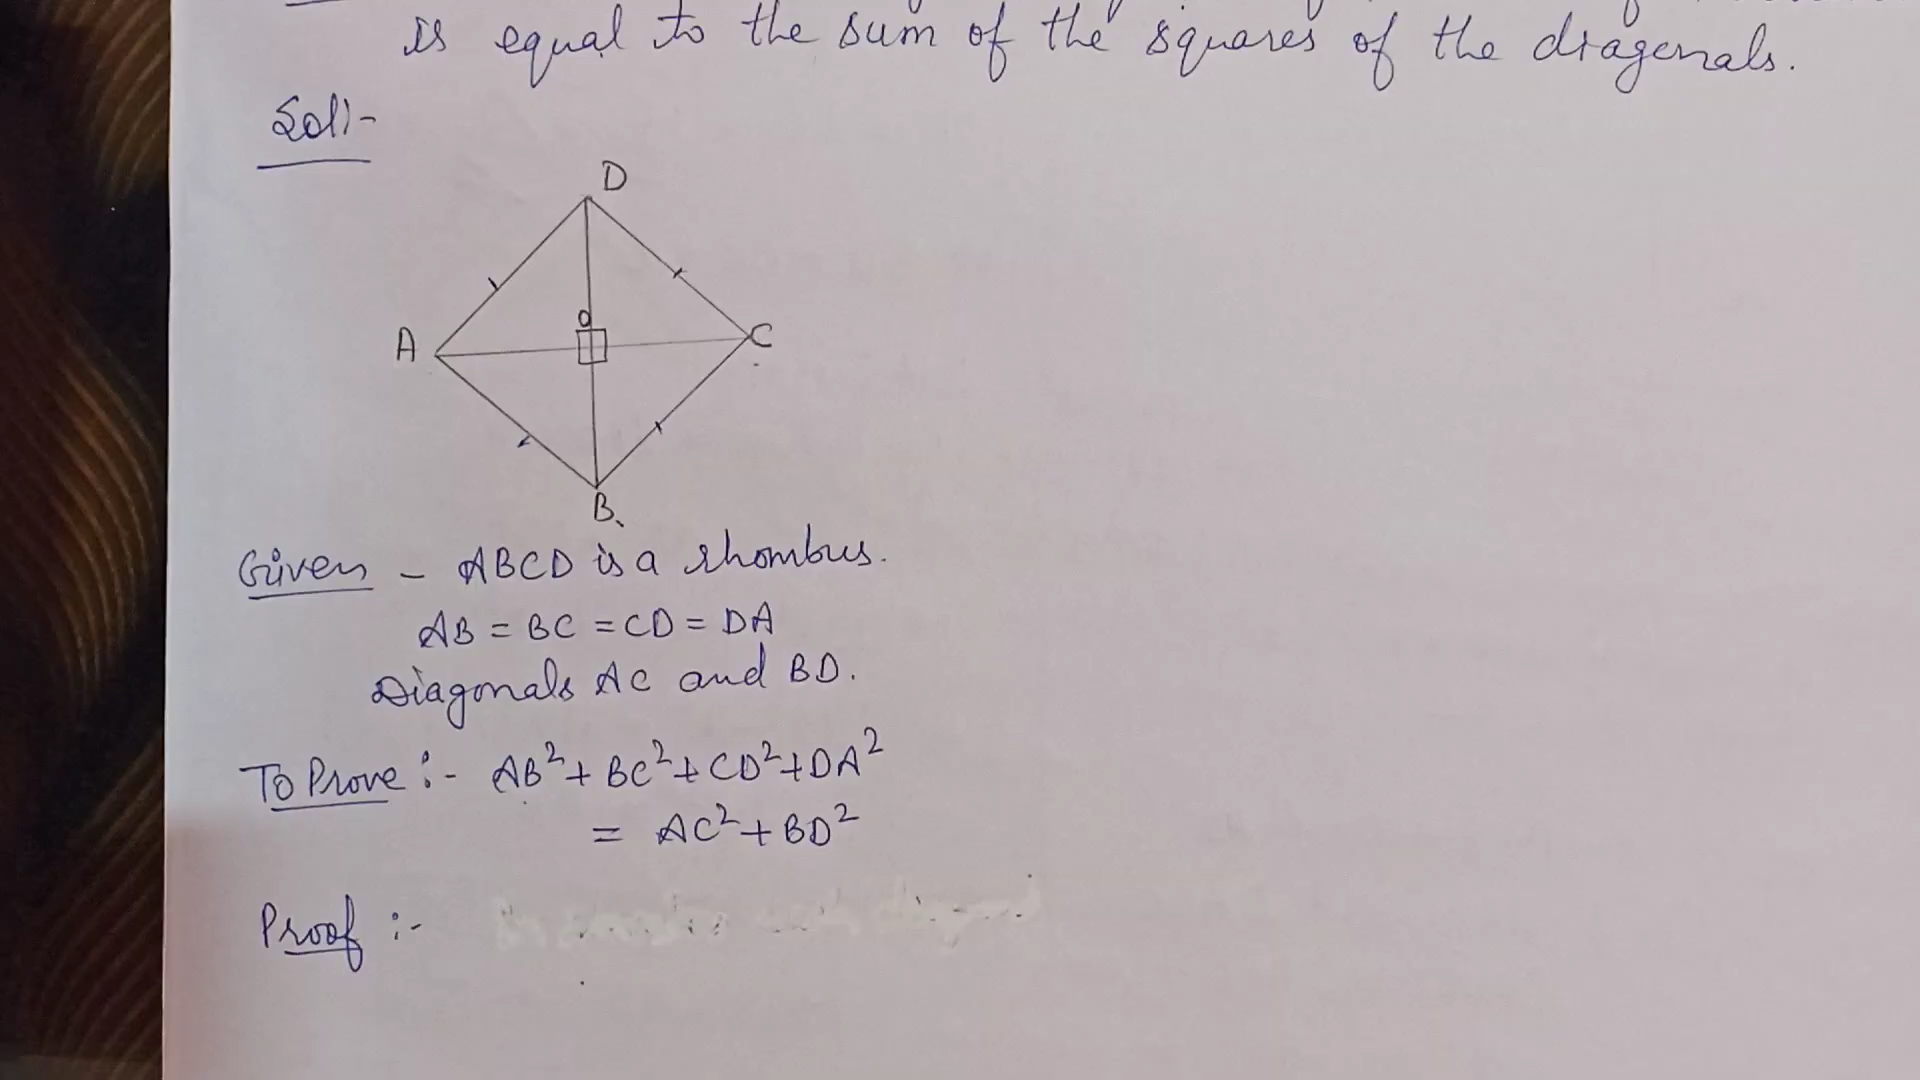 is equal to the sum of the squares of the diagonals.
Sol:-
D
O
A
C
B
Given - ABCD is a rhombus.
AB = BC = CD = DA
Diagonals AC and BD.
To Prove :- AB² + BC² + CD² + DA²
= AC² + BD²
Proof :-